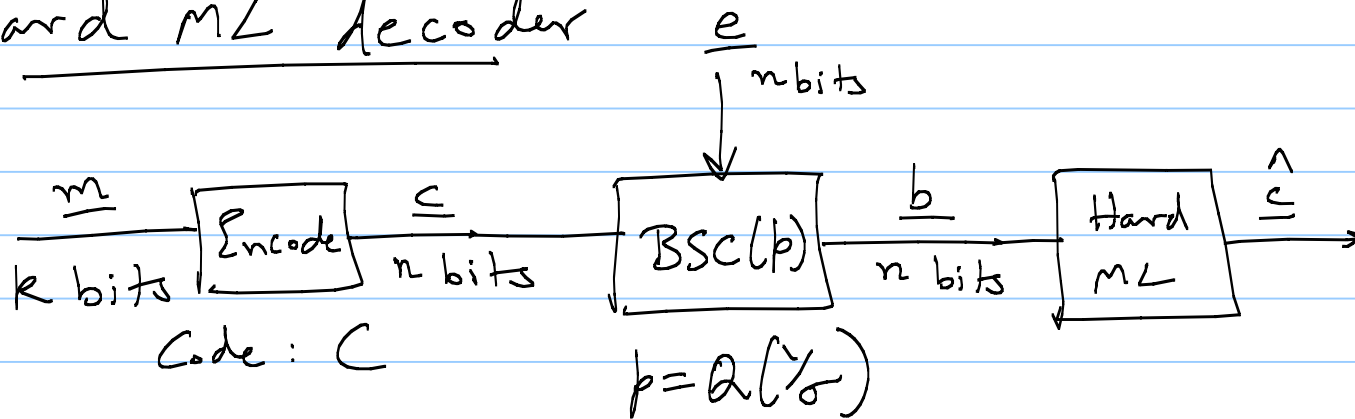 ard ML decoder e
n bits
m c b ĉ
Encode BSC(p) Hard
k bits n bits n bits ML
Code : C p=Q(1/σ)